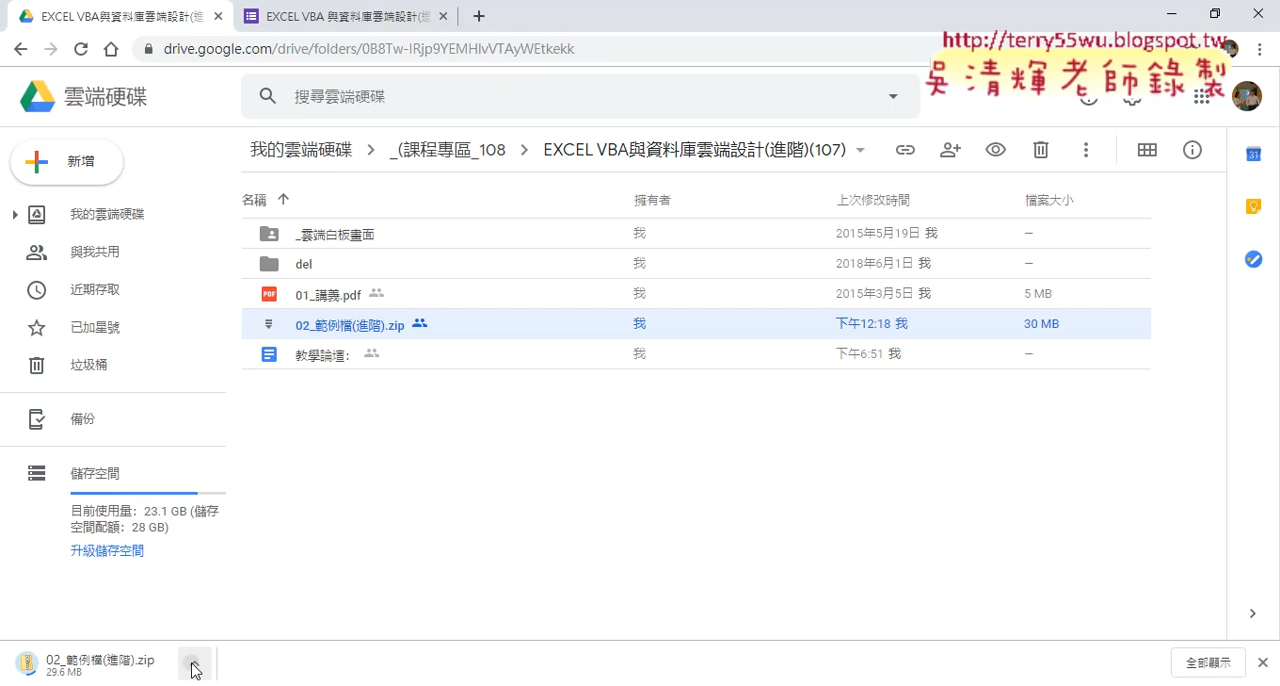 EXCEL VBA與資料庫雲端設計(進
EXCEL VBA 與資料庫雲端設計(進
drive.google.com/drive/folders/0B8Tw-IRjp9YEMHlvVTAyWEtkekk
http://terry55wu.blogspot.tw
吳清輝老師錄製
雲端硬碟
搜尋雲端硬碟
新增
我的雲端硬碟
與我共用
近期存取
已加星號
垃圾桶
備份
儲存空間
目前使用量：23.1 GB (儲存
空間配額：28 GB)
升級儲存空間
我的雲端硬碟 > _(課程專區_108 > EXCEL VBA與資料庫雲端設計(進階)(107)
名稱 擁有者 上次修改時間 檔案大小
_雲端白板畫面 我 2015年5月19日 我 –
del 我 2018年6月1日 我 –
01_講義.pdf 我 2015年3月5日 我 5 MB
02_範例檔(進階).zip 我 下午12:18 我 30 MB
教學論壇： 我 下午6:51 我 –
31
PDF
02_範例檔(進階).zip
29.6 MB
全部顯示